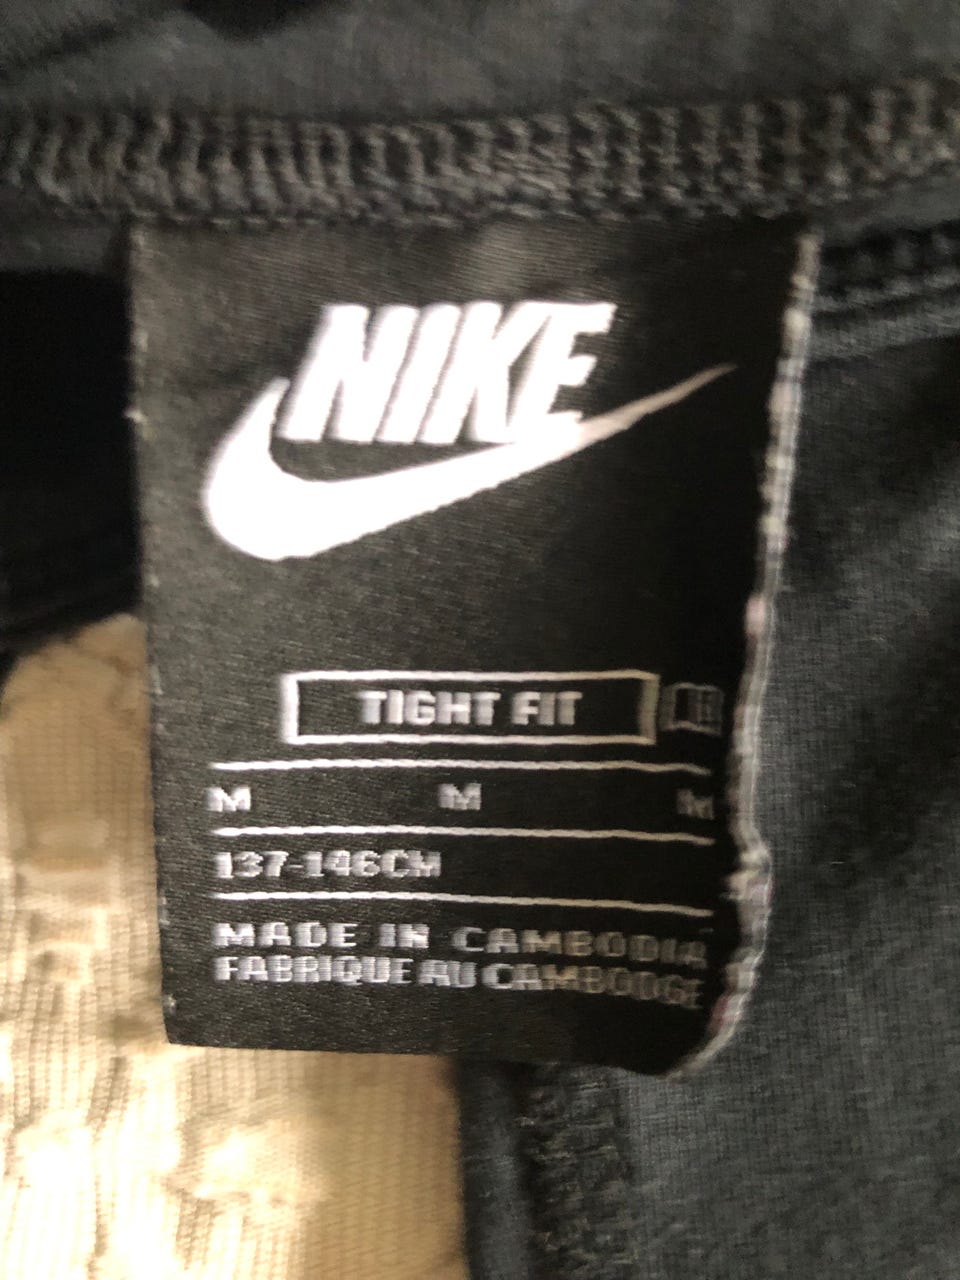 NIKE
TIGHT FIT
M M M
137-146CM
MADE IN CAMBODIA
FABRIQUE AU CAMBODGE